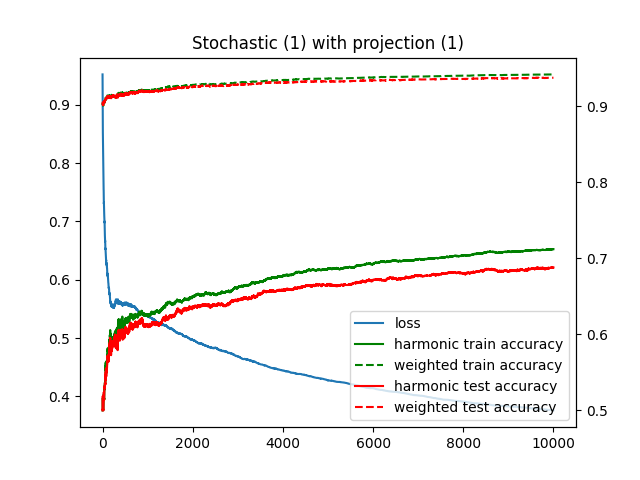 Stochastic (1) with projection (1)
0.9
0.8
0.7
0.6
0.5
0.4
0.9
0.8
0.7
0.6
0.5
loss
harmonic train accuracy
weighted train accuracy
harmonic test accuracy
weighted test accuracy
0 2000 4000 6000 8000 10000